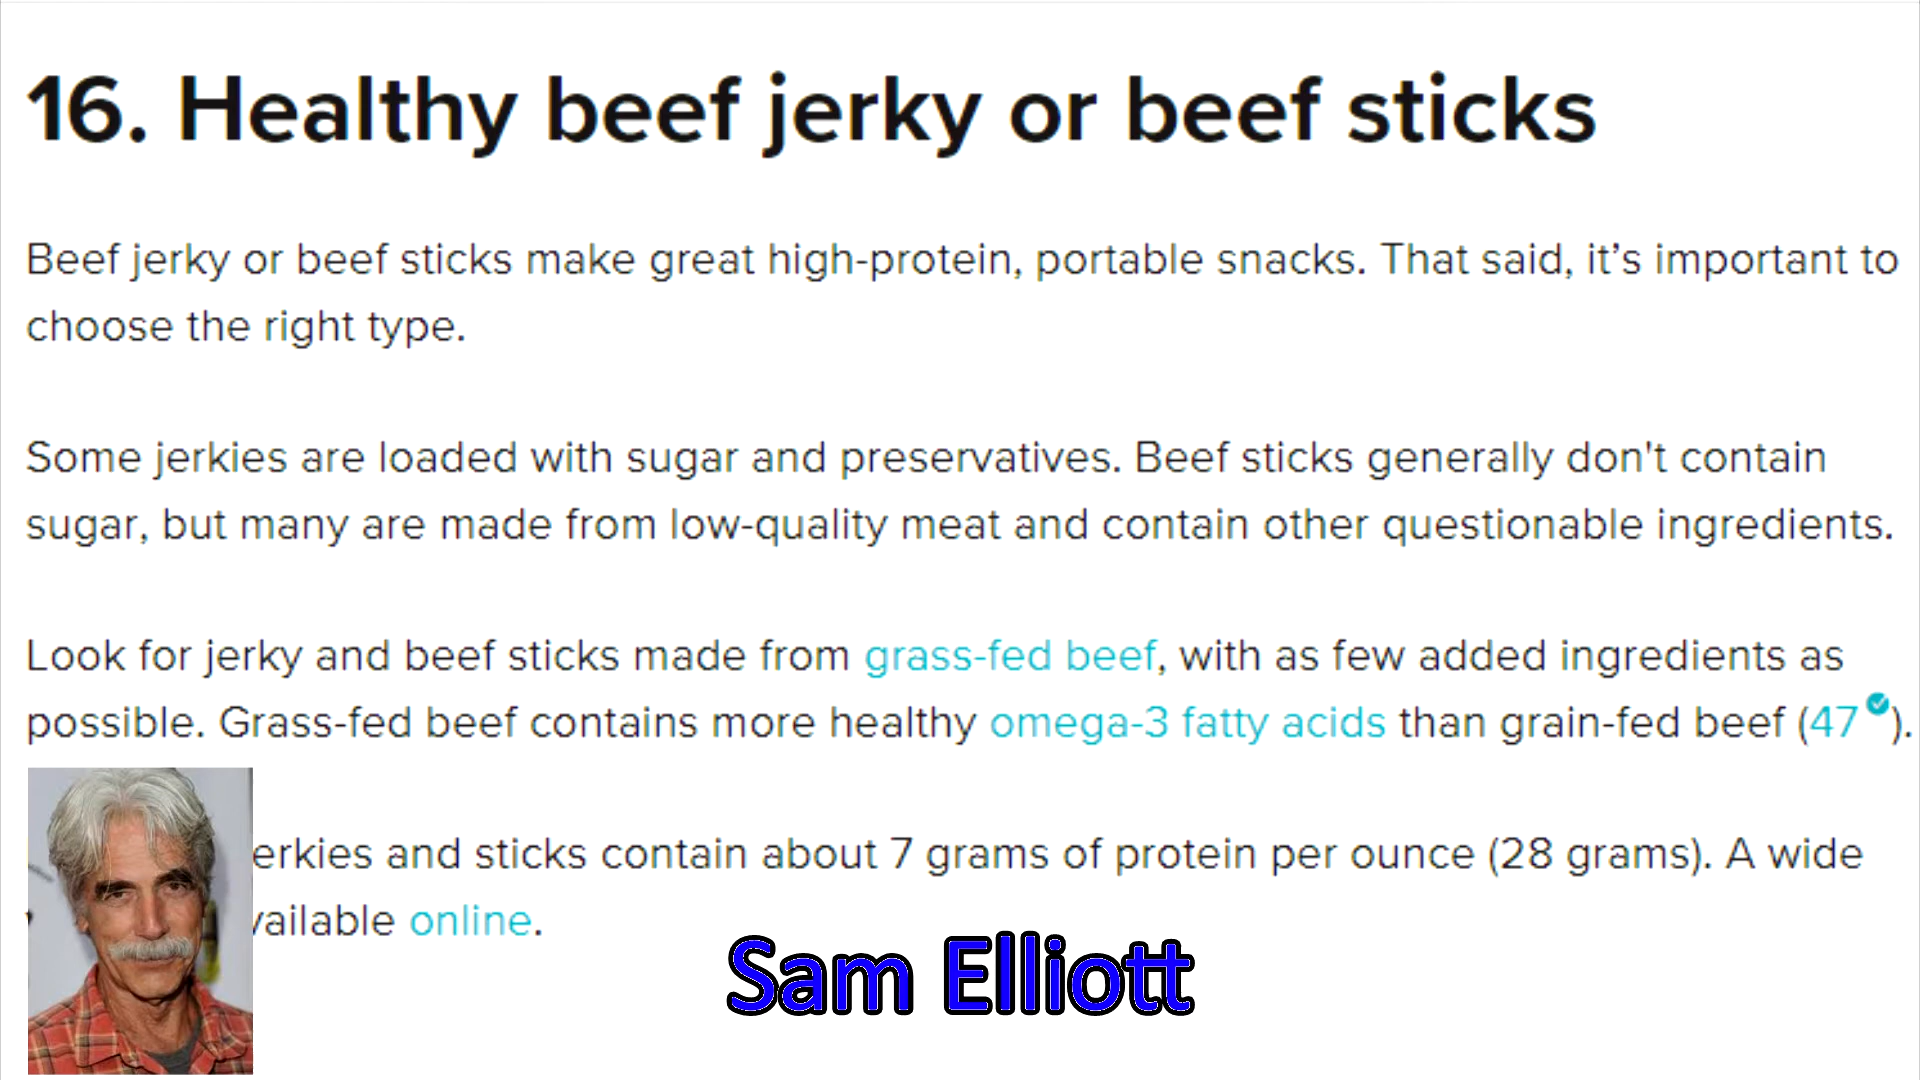 16. Healthy beef jerky or beef sticks
Beef jerky or beef sticks make great high-protein, portable snacks. That said, it’s important to
choose the right type.
Some jerkies are loaded with sugar and preservatives. Beef sticks generally don't contain
sugar, but many are made from low-quality meat and contain other questionable ingredients.
Look for jerky and beef sticks made from grass-fed beef, with as few added ingredients as
possible. Grass-fed beef contains more healthy omega-3 fatty acids than grain-fed beef (47).
erkies and sticks contain about 7 grams of protein per ounce (28 grams). A wide
vailable online.
Sam Elliott